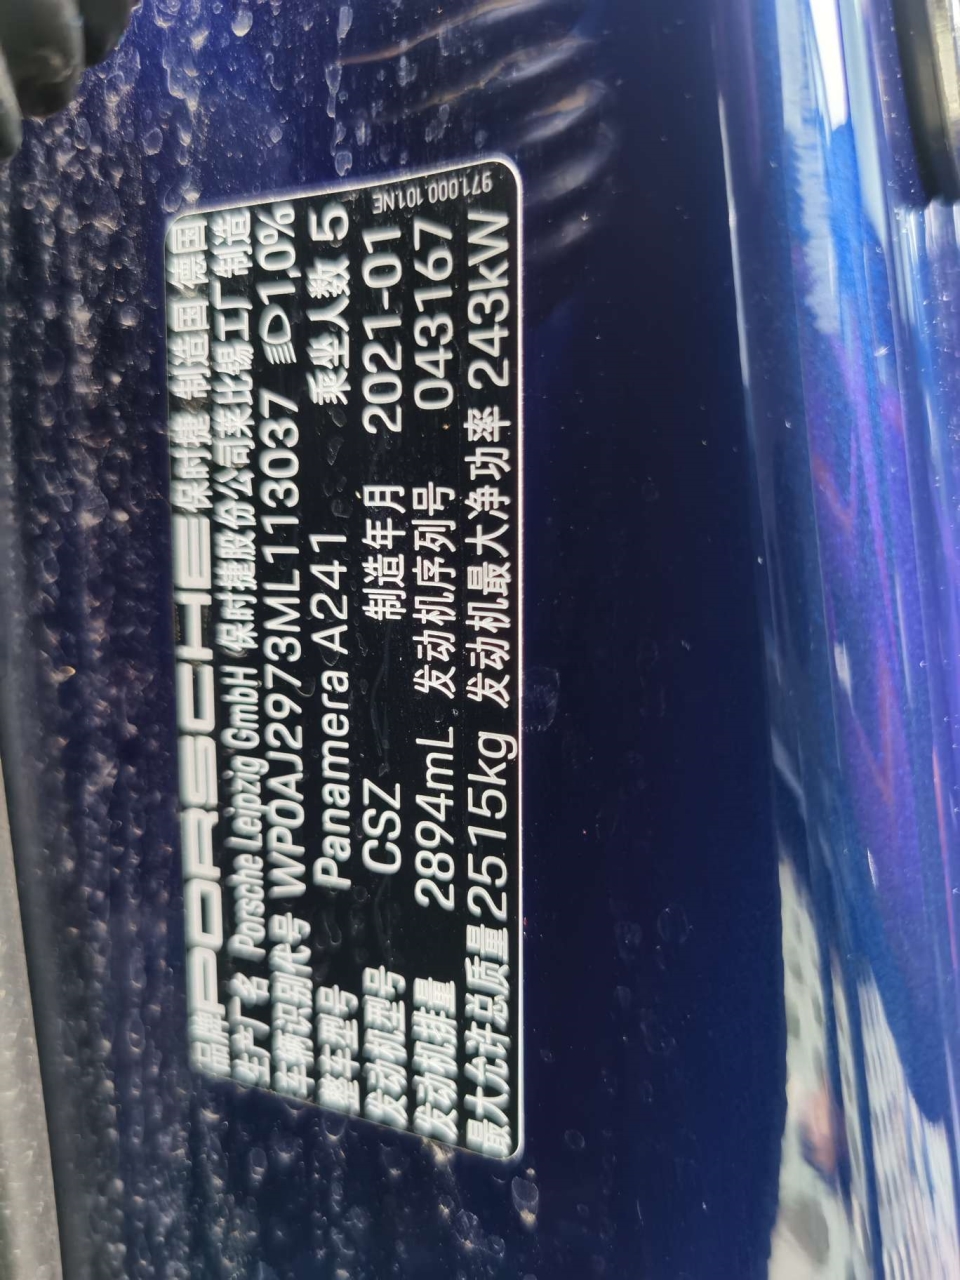 品牌 PORSCHE 保时捷 制造国 德国
生产厂名 Porsche Leipzig GmbH 保时捷股份公司莱比锡工厂制造
车辆识别代号 WP0AJ2973ML113037 1,0%
整车型号 Panamera A241 乘坐人数 5
发动机型号 CSZ 制造年月 2021-01
发动机排量 2894mL 发动机序列号 043167
最大允许总质量 2515kg 发动机最大净功率 243kW
971.000.101.NE